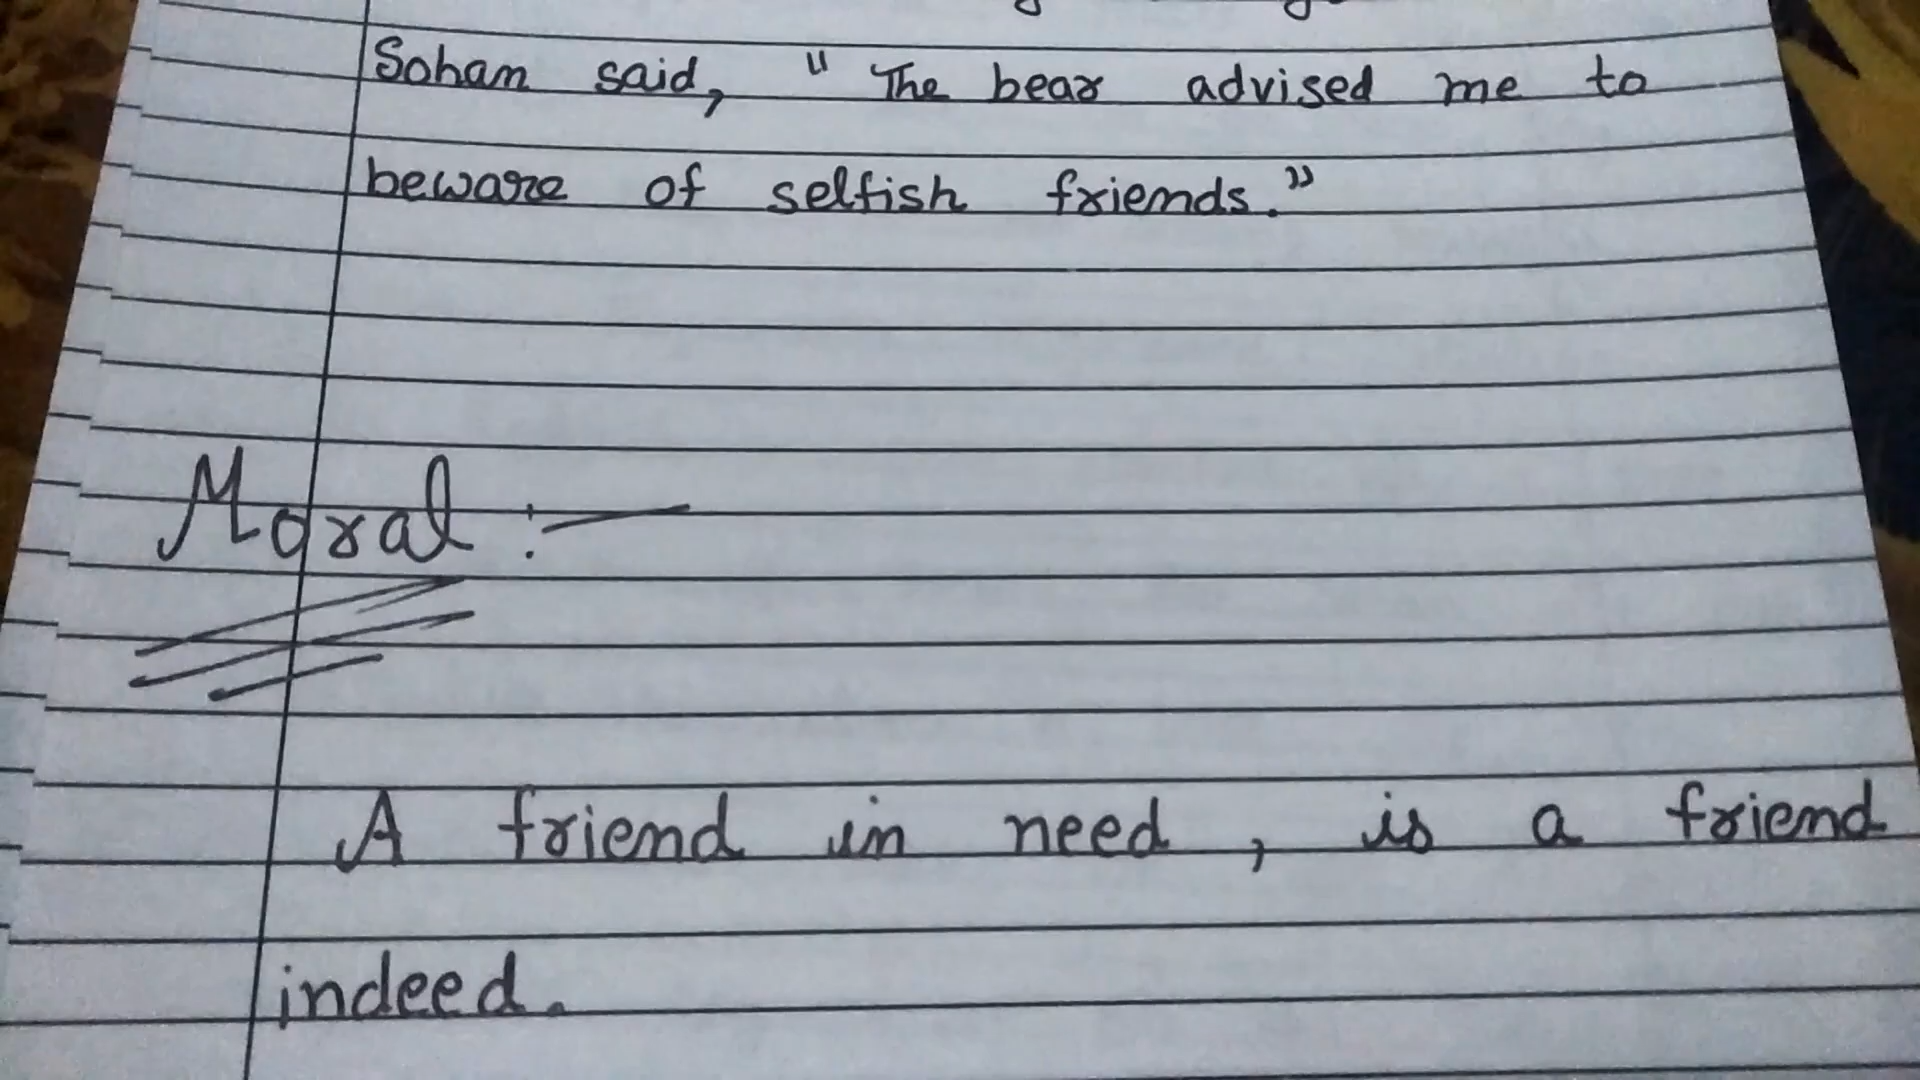 Soham said, "The bear advised me to
beware of selfish friends."
Moral :-
A friend in need, is a friend
indeed.